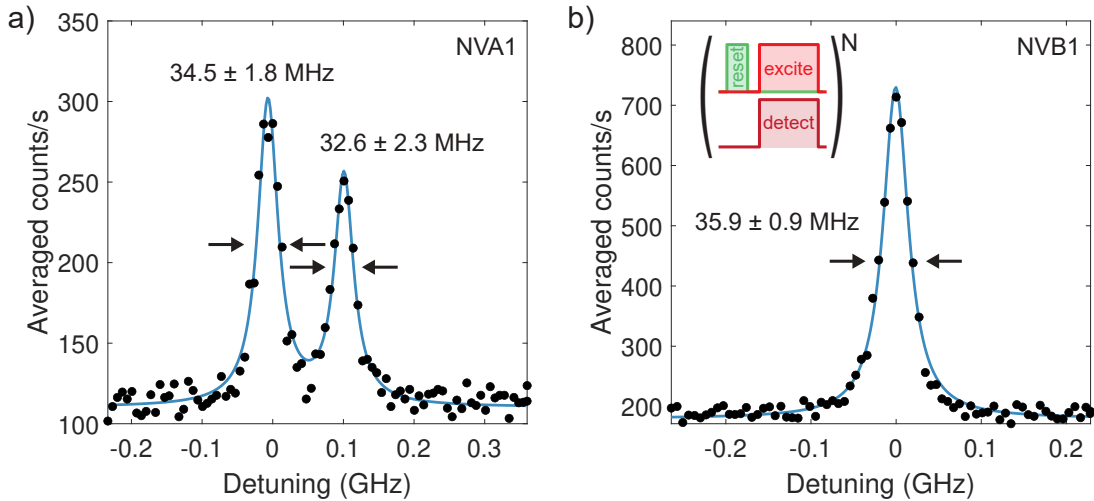 a)
NVA1
34.5 ± 1.8 MHz
32.6 ± 2.3 MHz
Averaged counts/s
350
300
250
200
150
100
-0.2 -0.1 0 0.1 0.2 0.3
Detuning (GHz)
b)
NVB1
reset
excite
detect
N
35.9 ± 0.9 MHz
Averaged counts/s
800
700
600
500
400
300
200
-0.2 -0.1 0 0.1 0.2
Detuning (GHz)